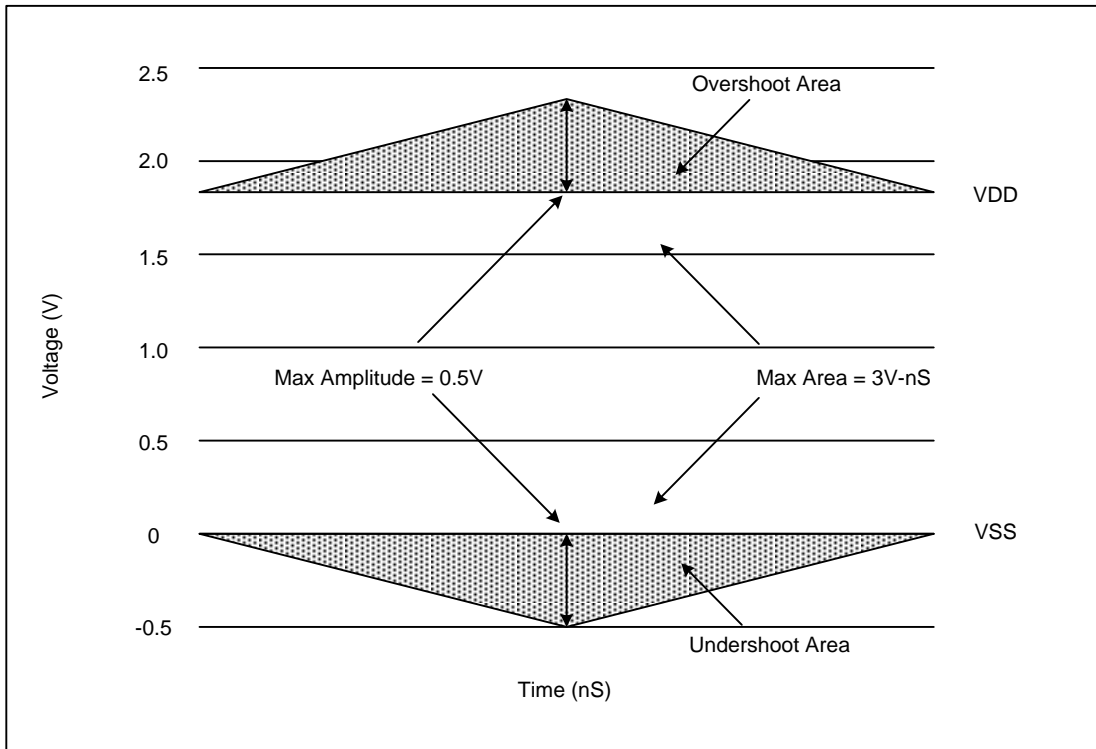 2.5
Overshoot Area
2.0
VDD
1.5
Voltage (V)
1.0
Max Amplitude = 0.5V
Max Area = 3V-nS
0.5
0
VSS
-0.5
Undershoot Area
Time (nS)